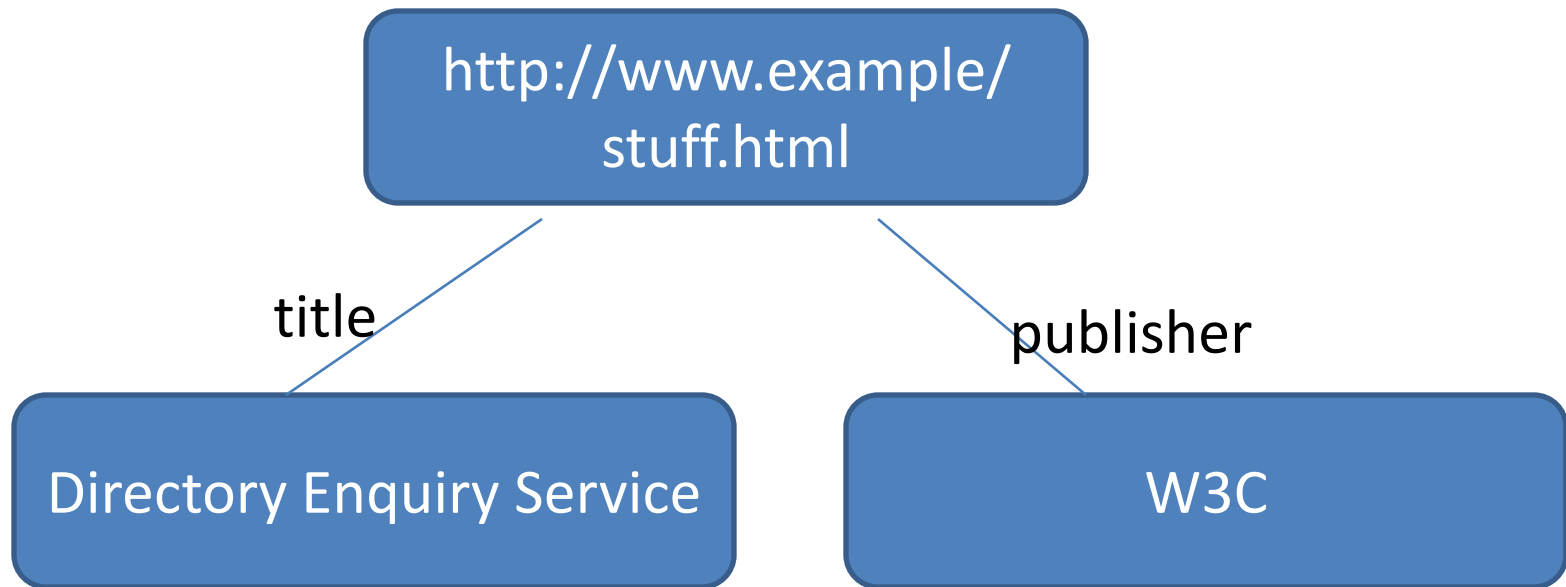 http://www.example/
stuff.html
title
publisher
Directory Enquiry Service
W3C